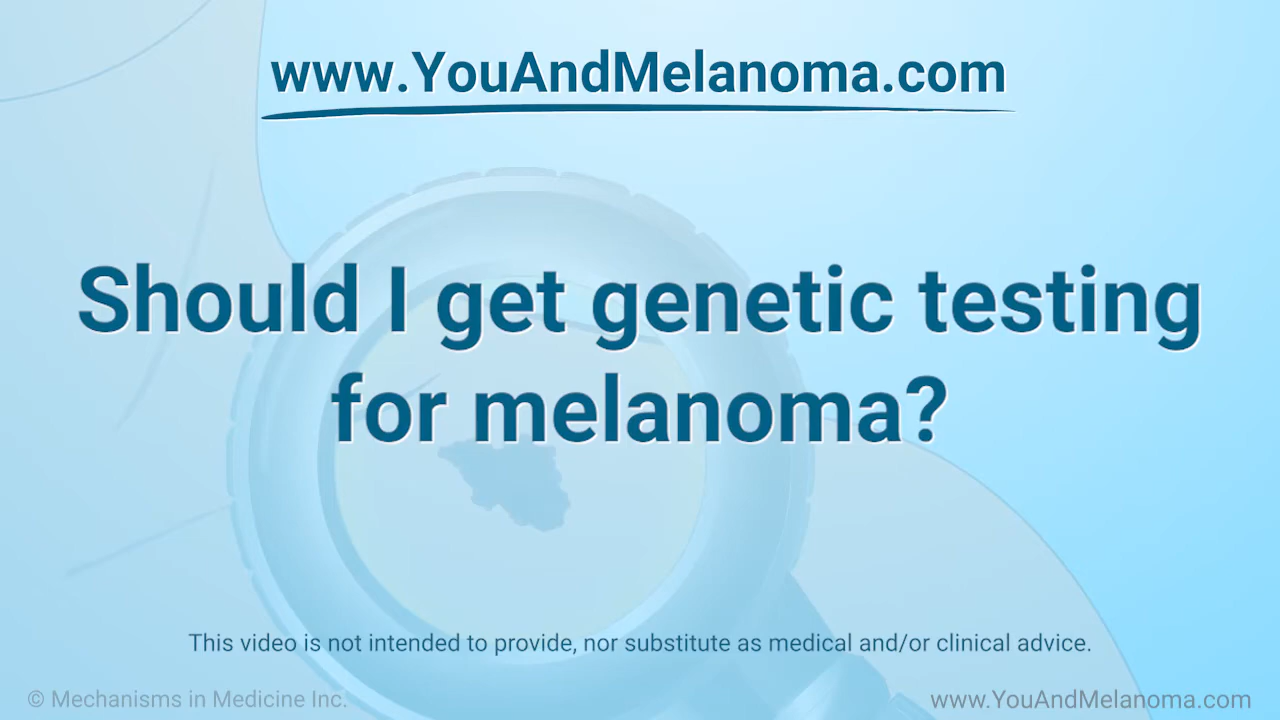 www.YouAndMelanoma.com
Should I get genetic testing
for melanoma?
This video is not intended to provide, nor substitute as medical and/or clinical advice.
© Mechanisms in Medicine Inc.
www.YouAndMelanoma.com